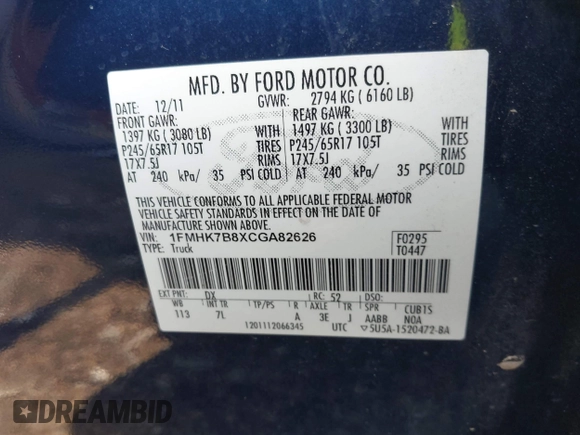 MFD. BY FORD MOTOR CO.
DATE: 12/11 GVWR: 2794 KG ( 6160 LB)
FRONT GAWR: REAR GAWR:
1397 KG ( 3080 LB) WITH 1497 KG ( 3300 LB) WITH
P245/65R17 105T TIRES P245/65R17 105T TIRES
17X7.5J RIMS 17X7.5J RIMS
AT 240 kPa/ 35 PSI COLD AT 240 kPa/ 35 PSI COLD
THIS VEHICLE CONFORMS TO ALL APPLICABLE FEDERAL MOTOR
VEHICLE SAFETY STANDARDS IN EFFECT ON THE DATE OF
MANUFACTURE SHOWN ABOVE.
VIN: 1FMHK7B8XCGA82626 F0295
TYPE: Truck T0447
EXT PNT: DX RC: 52 DSO:
WB INT TR TP/PS R AXLE TR SPR CUB1S
113 7L A 3E J AABB N0A
1201112066345 UTC ▽5U5A-1520472-BA
DREAMBID